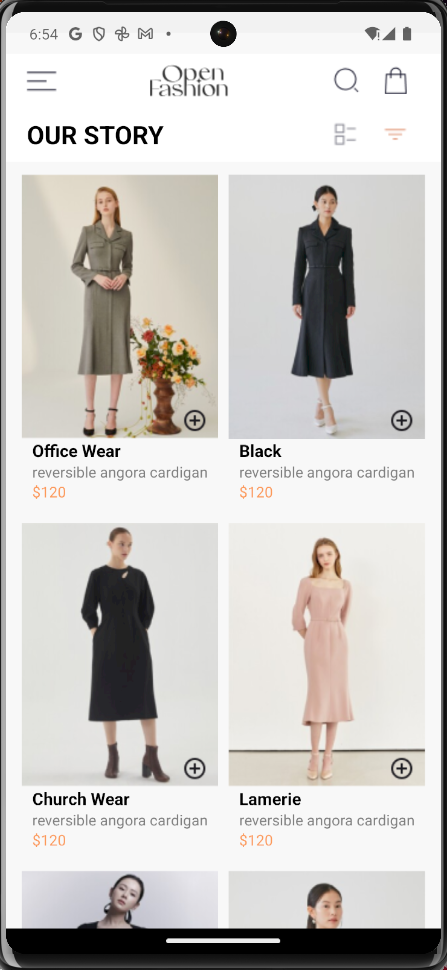 6:54
Open
Fashion
OUR STORY
Office Wear
reversible angora cardigan
$120
Black
reversible angora cardigan
$120
Church Wear
reversible angora cardigan
$120
Lamerie
reversible angora cardigan
$120